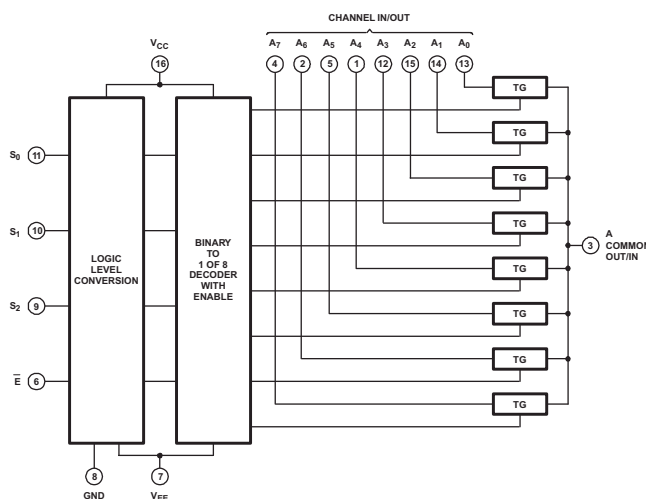 CHANNEL IN/OUT
VCC
A7 A6 A5 A4 A3 A2 A1 A0
16
4 2 5 1 12 15 14 13
TG
S0 11
TG
TG
S1 10
TG
LOGIC
LEVEL
CONVERSION
BINARY
TO
1 OF 8
DECODER
WITH
ENABLE
3
A
COMMON
OUT/IN
TG
S2 9
TG
TG
E̅ 6
TG
8
7
GND
VEE